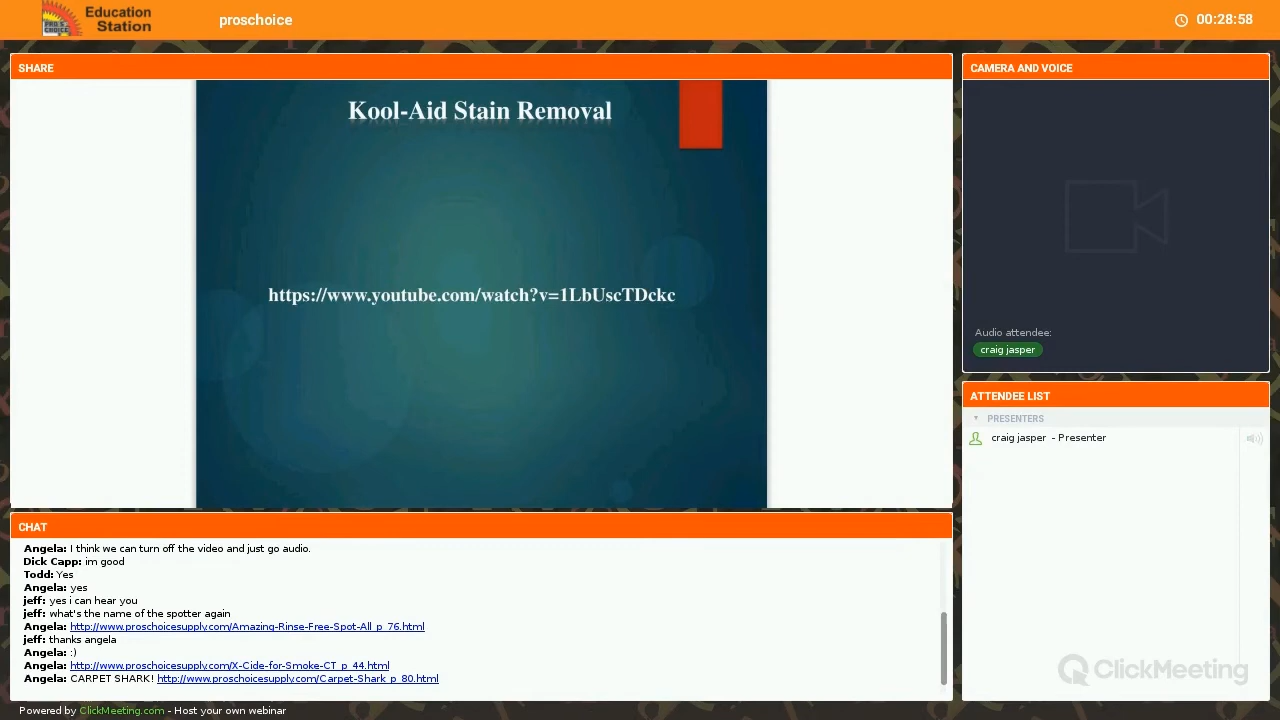 PRO'S CHOICE
Education Station
proschoice
00:28:58
SHARE
Kool-Aid Stain Removal
https://www.youtube.com/watch?v=1LbUscTDckc
CAMERA AND VOICE
Audio attendee:
craig jasper
ATTENDEE LIST
PRESENTERS
craig jasper - Presenter
CHAT
Angela: I think we can turn off the video and just go audio.
Dick Capp: im good
Todd: Yes
Angela: yes
jeff: yes i can hear you
jeff: what's the name of the spotter again
Angela: http://www.proschoicesupply.com/Amazing-Rinse-Free-Spot-All_p_76.html
jeff: thanks angela
Angela: :)
Angela: http://www.proschoicesupply.com/X-Cide-for-Smoke-CT_p_44.html
Angela: CARPET SHARK! http://www.proschoicesupply.com/Carpet-Shark_p_80.html
ClickMeeting
Powered by ClickMeeting.com - Host your own webinar